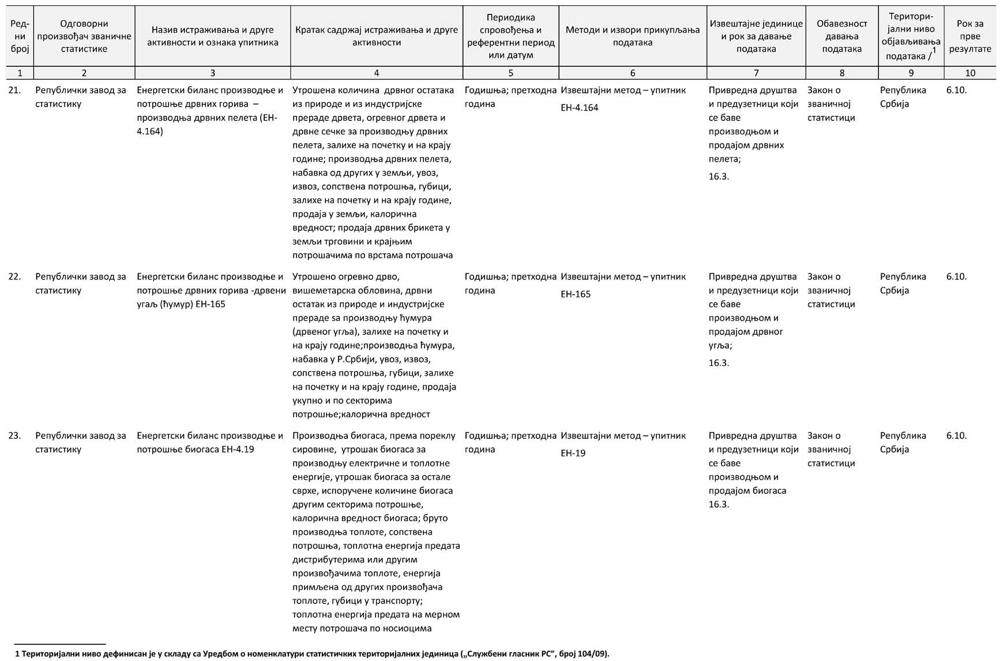 Ред-
ни
број
Одговорни
произвођач званичне
статистике
Назив истраживања и друге
активности и ознака упитника
Кратак садржај истраживања и друге
активности
Периодика
спровођења и
референтни период
или датум
Методи и извори прикупљања
података
Извештајне јединице
и рок за давање
података
Обавезност
давања
података
Територи-
јални ниво
објављивања
података /1
Рок за
прве
резултате
1 2 3 4 5 6 7 8 9 10
21.
Републички завод за
статистику
Енергетски биланс производње и
потрошње дрвних горива –
производња дрвних пелета (ЕН-
4.164)
Утрошена количина дрвног остатака
из природе и из индустријске
прераде дрвета, огревног дрвета и
дрвне сечке за производњу дрвних
пелета, залихе на почетку и на крају
године; производња дрвних пелета,
набавка од других у земљи, увоз,
извоз, сопствена потрошња, губици,
залихе на почетку и на крају године,
продаја у земљи, калорична
вредност; продаја дрвних брикета у
земљи трговини и крајњим
потрошачима по врстама потрошача
Годишња; претходна
година
Извештајни метод – упитник
ЕН-4.164
Привредна друштва
и предузетници који
се баве
производњом и
продајом дрвних
пелета;
16.3.
Закон о
званичној
статистици
Република
Србија
6.10.
22.
Републички завод за
статистику
Енергетски биланс производње и
потрошње дрвних горива -дрвени
угаљ (ћумур) ЕН-165
Утрошено огревно дрво,
вишеметарска обловина, дрвни
остатак из природе и индустријске
прераде sа производњу ћумура
(дрвеног угља), залихе на почетку и
на крају године;производња ћумура,
набавка у Р.Србији, увоз, извоз,
сопствена потрошња, губици, залихе
на почетку и на крају године, продаја
укупно и по секторима
потрошње;калорична вредност
Годишња; претходна
година
Извештајни метод – упитник
ЕН-165
Привредна друштва
и предузетници који
се баве
производњом и
продајом дрвног
угља;
16.3.
Закон о
званичној
статистици
Република
Србија
6.10.
23.
Републички завод за
статистику
Енергетски биланс производње и
потрошње биогаса ЕН-4.19
Производња биогаса, према пореклу
сировине, утрошак биогаса за
производњу електричне и топлотне
енергије, утрошак биогаса за остале
сврхе, испоручене количине биогаса
другим секторима потрошње,
калорична вредност биогаса; бруто
производња топлоте, сопствена
потрошња, топлотна енергија предата
дистрибутерима или другим
произвођачима топлоте, енергија
примљена од других произвођача
топлоте, губици у транспорту;
топлотна енергија предата на мерном
месту потрошача по носиоцима
Годишња; претходна
година
Извештајни метод – упитник
ЕН-19
Привредна друштва
и предузетници који
се баве
производњом и
продајом биогаса
16.3.
Закон о
званичној
статистици
Република
Србија
6.10.
1 Територијални ниво дефинисан је у складу са Уредбом о номенклатури статистичких територијалних јединица („Службени гласник РС”, број 104/09).